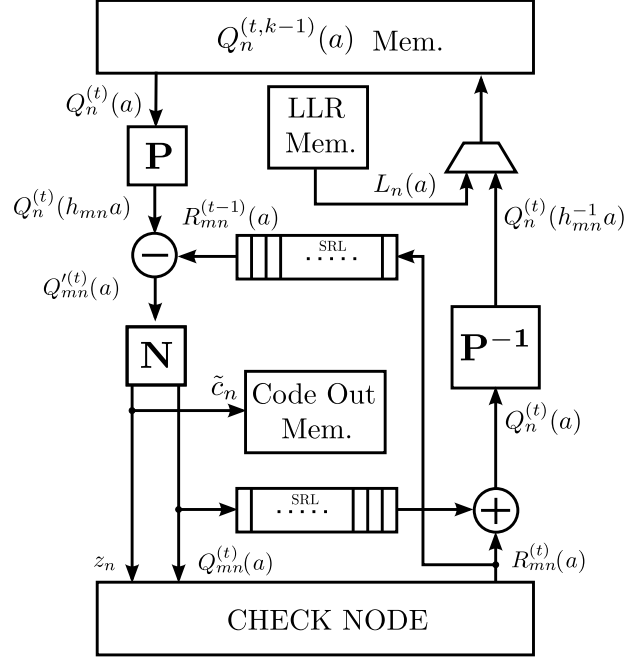 Q_n^{(t,k-1)}(a) Mem.
Q_n^{(t)}(a)
LLR
Mem.
P
L_n(a)
Q_n^{(t)}(h_{mn}a)
R_{mn}^{(t-1)}(a)
Q_n^{(t)}(h_{mn}^{-1}a)
SRL
.....
−
Q_{mn}'^{(t)}(a)
N
P^{-1}
c̃_n
Code Out
Mem.
Q_n^{(t)}(a)
SRL
.....
+
z_n
Q_{mn}^{(t)}(a)
R_{mn}^{(t)}(a)
CHECK NODE